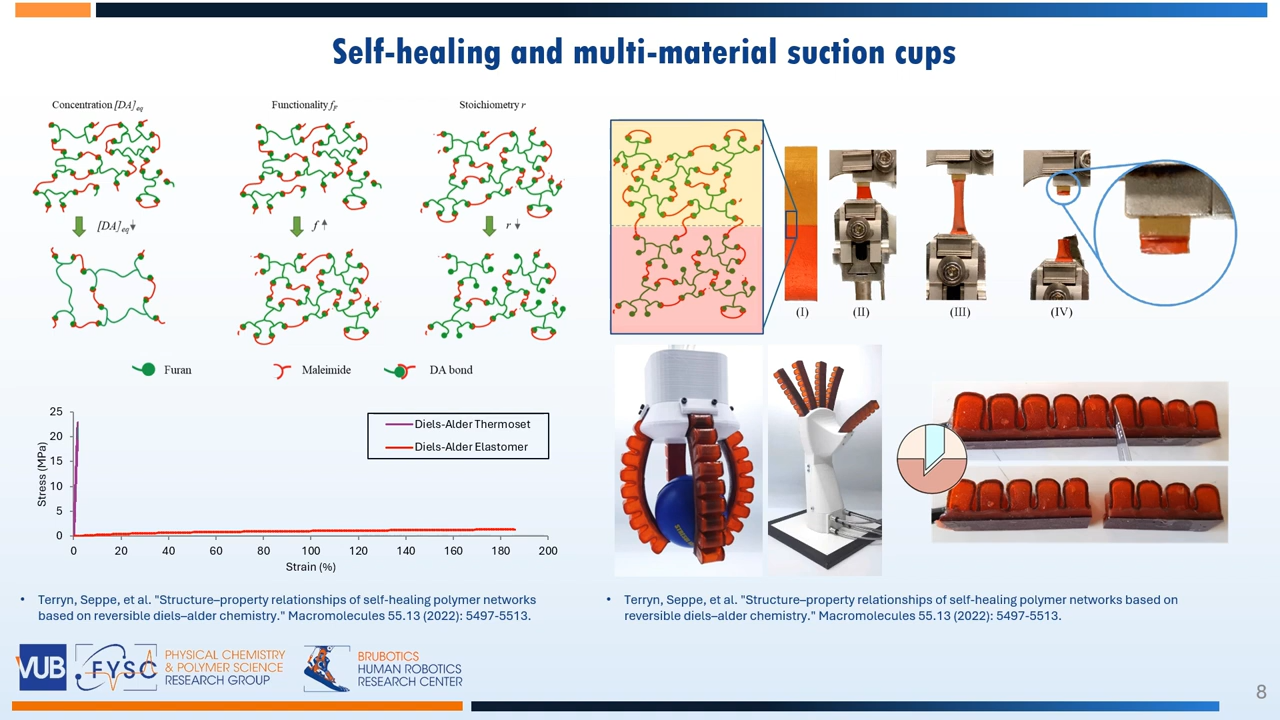 Self-healing and multi-material suction cups
Concentration [DA]eq
Functionality fF
Stoichiometry r
[DA]eq
f
r
Furan
Maleimide
DA bond
(I)
(II)
(III)
(IV)
25
20
15
10
5
0
Stress (MPa)
Diels-Alder Thermoset
Diels-Alder Elastomer
0 20 40 60 80 100 120 140 160 180 200
Strain (%)
• Terryn, Seppe, et al. "Structure–property relationships of self-healing polymer networks
based on reversible diels–alder chemistry." Macromolecules 55.13 (2022): 5497-5513.
• Terryn, Seppe, et al. "Structure–property relationships of self-healing polymer networks based on
reversible diels–alder chemistry." Macromolecules 55.13 (2022): 5497-5513.
VUB
FYSC
PHYSICAL CHEMISTRY
& POLYMER SCIENCE
RESEARCH GROUP
BRUBOTICS
HUMAN ROBOTICS
RESEARCH CENTER
8